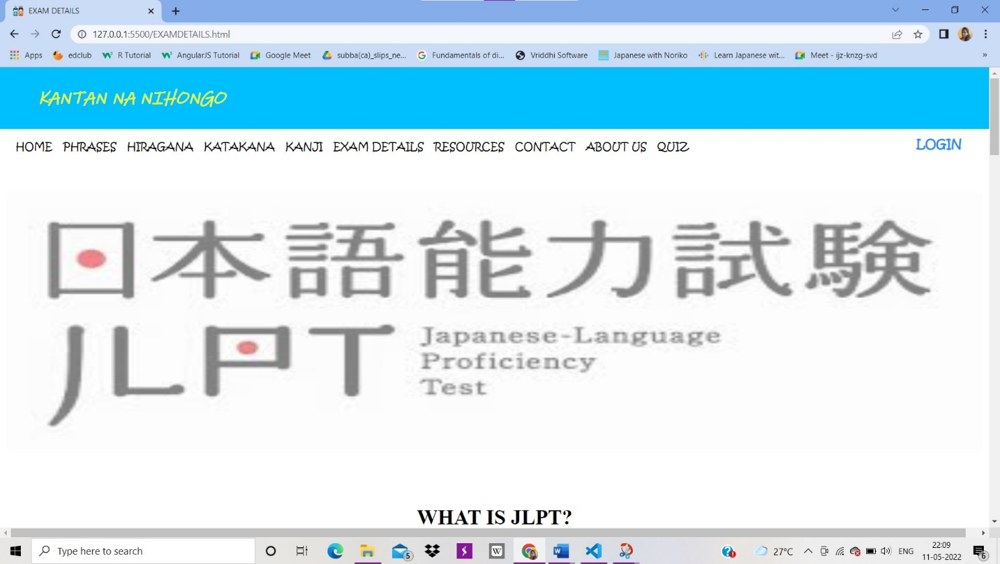 EXAM DETAILS
127.0.0.1:5500/EXAMDETAILS.html
Apps edclub R Tutorial AngularJS Tutorial Google Meet subba(ca)_slips_ne... Fundamentals of di... Vriddhi Software Japanese with Noriko Learn Japanese wit... Meet - ijz-knzg-svd »
KANTAN NA NIHONGO
HOME PHRASES HIRAGANA KATAKANA KANJI EXAM DETAILS RESOURCES CONTACT ABOUT US QUIZ LOGIN
日本語能力試験
JLPT
Japanese-Language
Proficiency
Test
WHAT IS JLPT?
Type here to search 5 W W 27°C ENG 22:09 6
11-05-2022